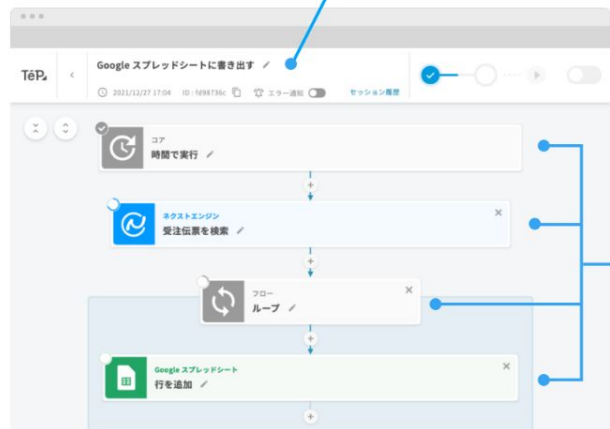 TēP.
Google スプレッドシートに書き出す
2021/12/27 17:04 ID : fd98736c エラー通知 セッション履歴
コア
時間で実行
ネクストエンジン
受注伝票を検索
フロー
ループ
Google スプレッドシート
行を追加